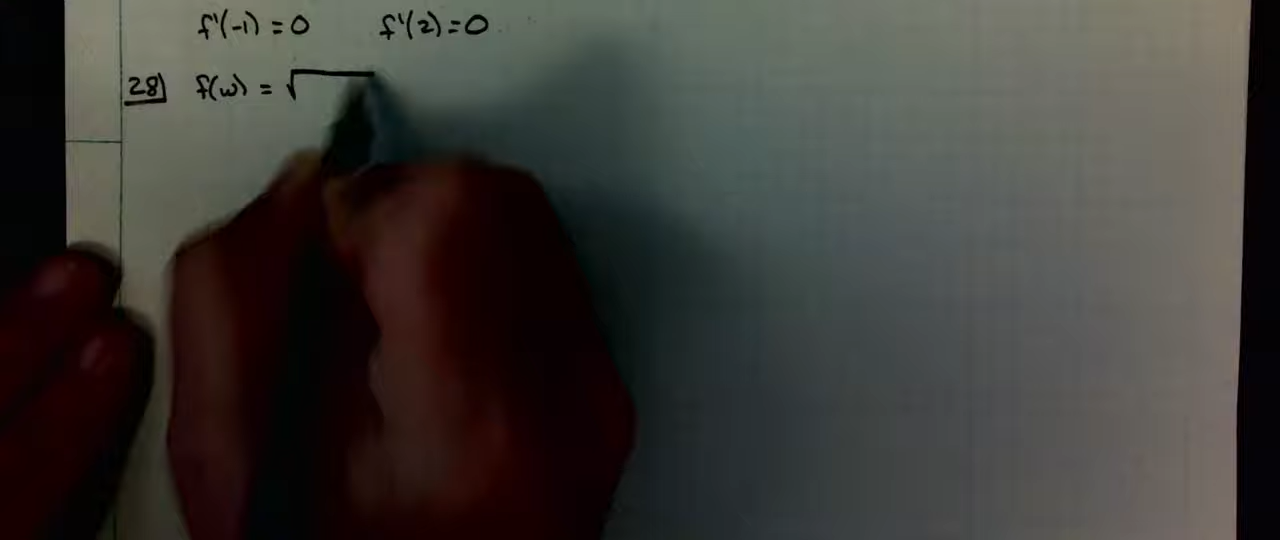 f'(-1) = 0 f'(2) = 0
28) f(w) = √